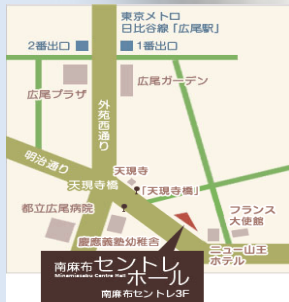 東京メトロ
日比谷線「広尾駅」
2番出口
1番出口
広尾プラザ
広尾ガーデン
外苑西通り
明治通り
天現寺
天現寺橋
「天現寺橋」
都立広尾病院
慶應義塾幼稚舎
フランス
大使館
ニュー山王
ホテル
南麻布セントレ
ホール
Minamiazabu Centre Hall
南麻布セントレ3F